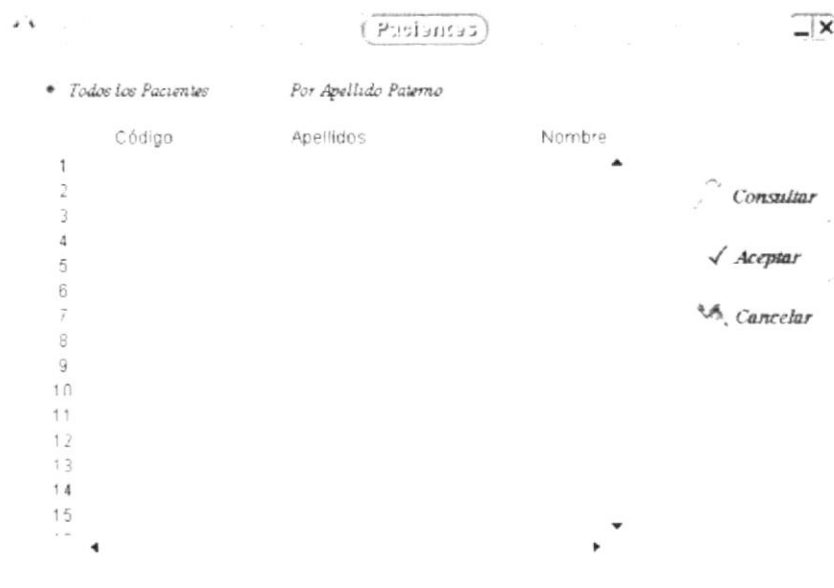 Pacientes
Todos los Pacientes Por Apellido Paterno
Código Apellidos Nombre
1
2
3
4
5
6
7
8
9
10
11
12
13
14
15
Consultar
Aceptar
Cancelar